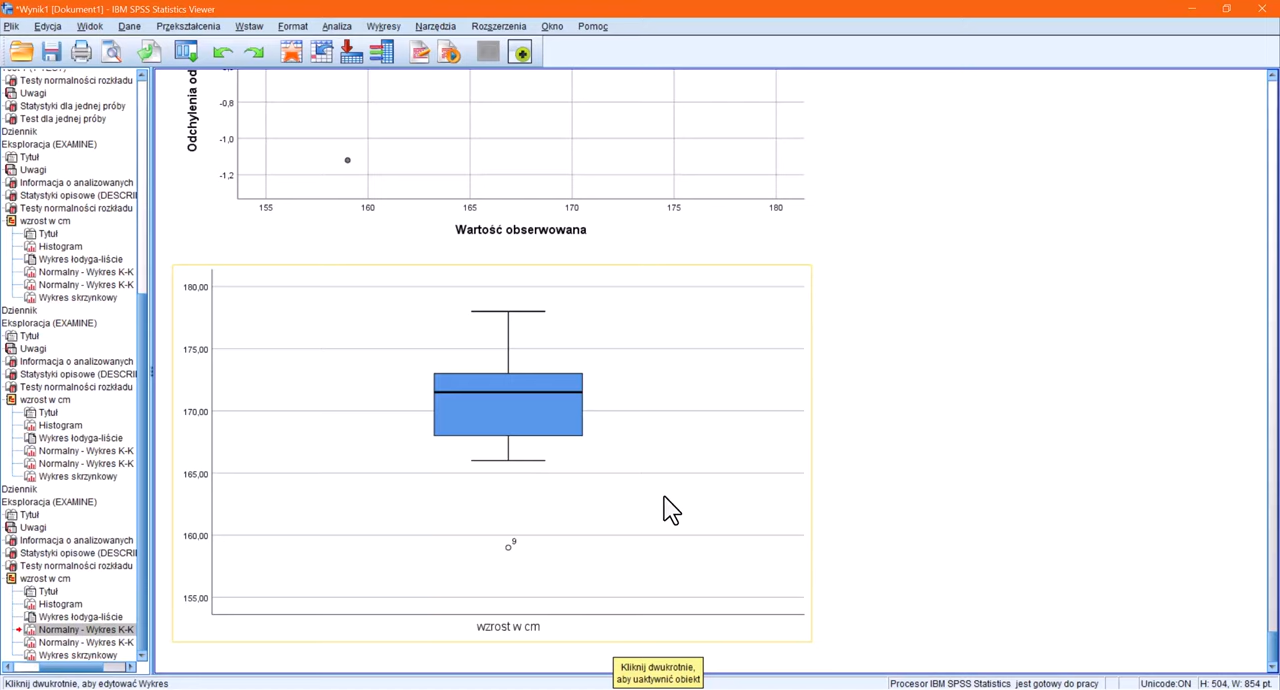 *Wynik1 [Dokument1] - IBM SPSS Statistics Viewer
Plik Edycja Widok Dane Przekształcenia Wstaw Format Analiza Wykresy Narzędzia Rozszerzenia Okno Pomoc
Testy normalności rozkładu
Uwagi
Statystyki dla jednej próby
Test dla jednej próby
Dziennik
Eksploracja (EXAMINE)
Tytuł
Uwagi
Informacja o analizowanych
Statystyki opisowe (DESCRI
Testy normalności rozkładu
wzrost w cm
Tytuł
Histogram
Wykres łodyga-liście
Normalny - Wykres K-K
Normalny - Wykres K-K
Wykres skrzynkowy
Dziennik
Eksploracja (EXAMINE)
Tytuł
Uwagi
Informacja o analizowanych
Statystyki opisowe (DESCRI
Testy normalności rozkładu
wzrost w cm
Tytuł
Histogram
Wykres łodyga-liście
Normalny - Wykres K-K
Normalny - Wykres K-K
Wykres skrzynkowy
Dziennik
Eksploracja (EXAMINE)
Tytuł
Uwagi
Informacja o analizowanych
Statystyki opisowe (DESCRI
Testy normalności rozkładu
wzrost w cm
Tytuł
Histogram
Wykres łodyga-liście
Normalny - Wykres K-K
Normalny - Wykres K-K
Wykres skrzynkowy
Odchylenia od
-0,8
-1,0
-1,2
155 160 165 170 175 180
Wartość obserwowana
180,00
175,00
170,00
165,00
160,00
155,00
9
wzrost w cm
Kliknij dwukrotnie,
aby uaktywnić obiekt
Kliknij dwukrotnie, aby edytować Wykres
Procesor IBM SPSS Statistics jest gotowy do pracy
Unicode:ON
H: 504, W: 854 pt.